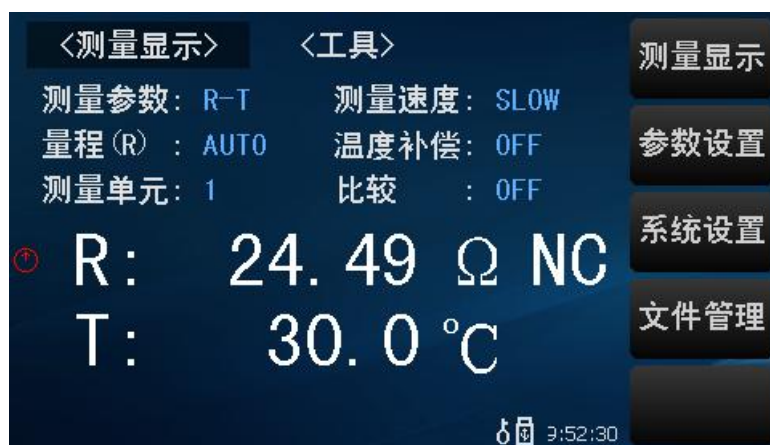 <测量显示> <工具> 测量显示
测量参数: R-T 测量速度: SLOW
量程(R) : AUTO 温度补偿: OFF 参数设置
测量单元: 1 比较 : OFF
系统设置
R: 24.49 Ω NC
文件管理
T: 30.0 ℃
9:52:30